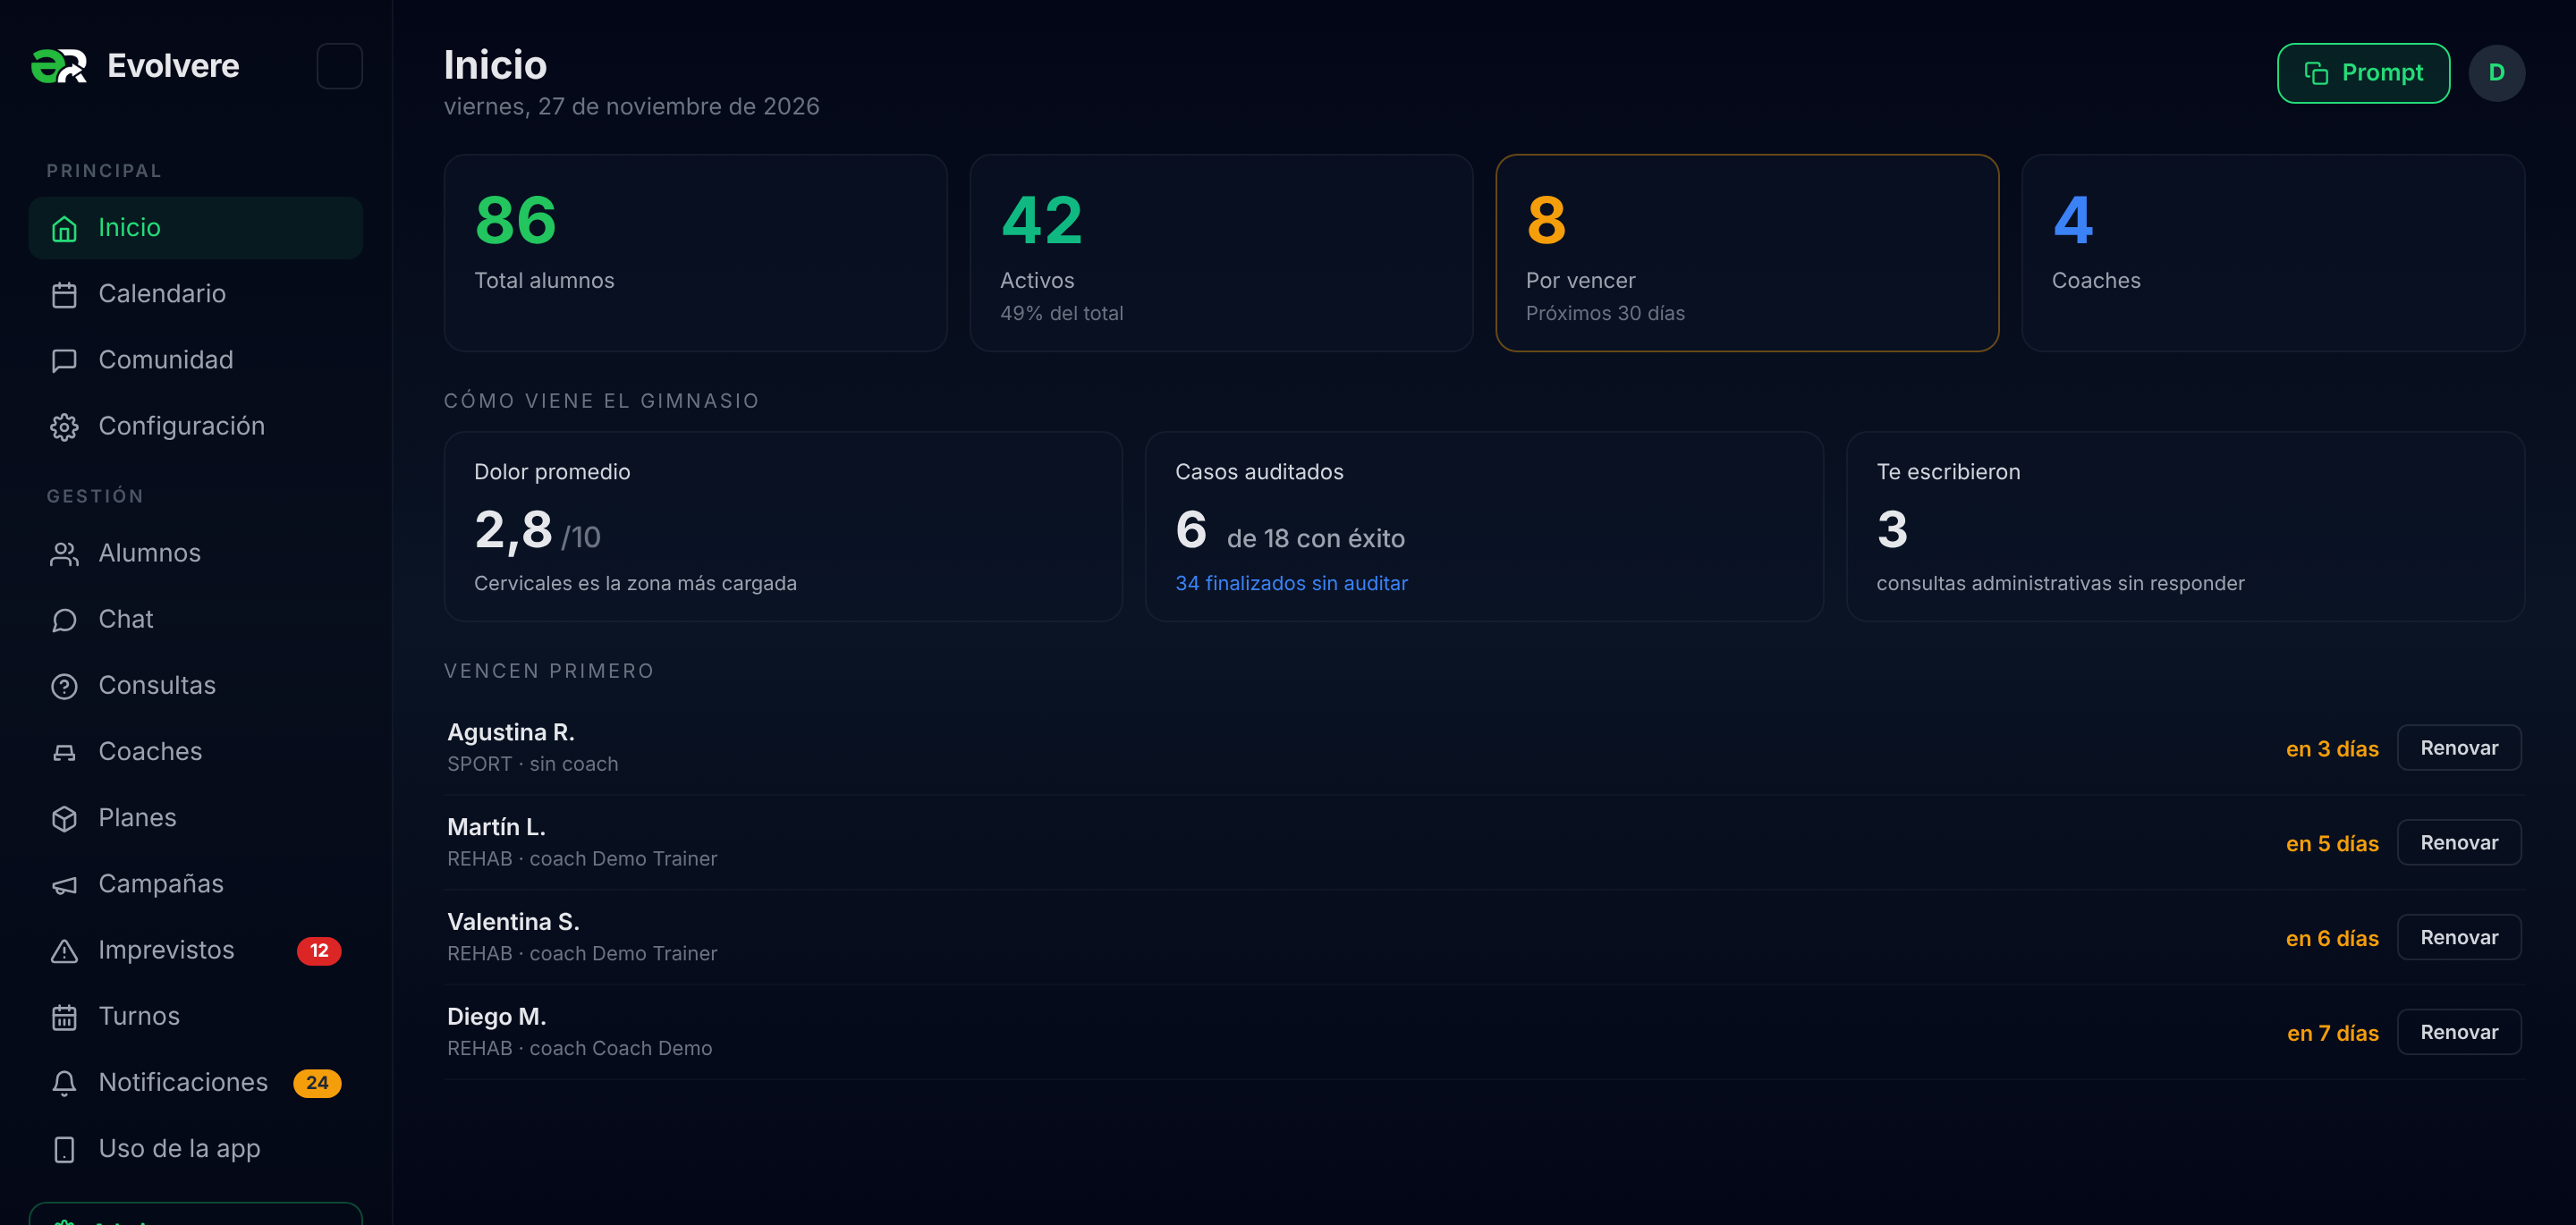 Evolvere
PRINCIPAL
Inicio
Calendario
Comunidad
Configuración
GESTIÓN
Alumnos
Chat
Consultas
Coaches
Planes
Campañas
Imprevistos 12
Turnos
Notificaciones 24
Uso de la app
Inicio
viernes, 27 de noviembre de 2026
Prompt
D
86
Total alumnos
42
Activos
49% del total
8
Por vencer
Próximos 30 días
4
Coaches
CÓMO VIENE EL GIMNASIO
Dolor promedio
2,8 /10
Cervicales es la zona más cargada
Casos auditados
6 de 18 con éxito
34 finalizados sin auditar
Te escribieron
3
consultas administrativas sin responder
VENCEN PRIMERO
Agustina R.
SPORT · sin coach
en 3 días Renovar
Martín L.
REHAB · coach Demo Trainer
en 5 días Renovar
Valentina S.
REHAB · coach Demo Trainer
en 6 días Renovar
Diego M.
REHAB · coach Coach Demo
en 7 días Renovar